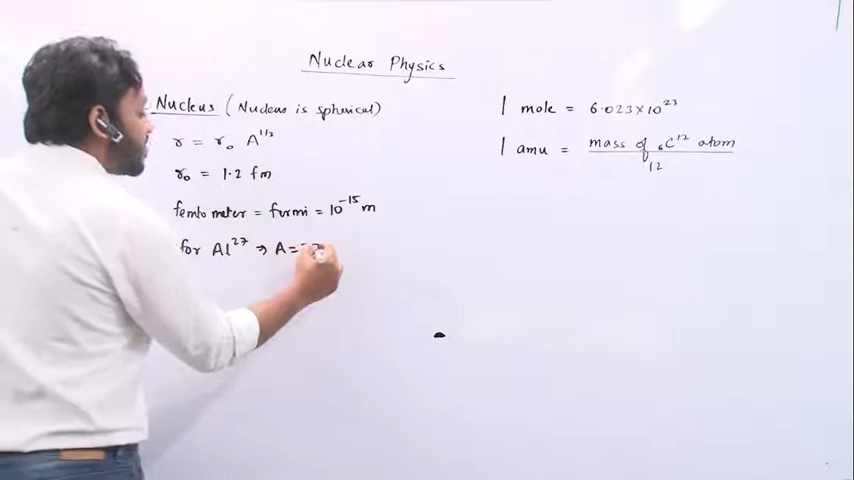 Nuclear Physics
Nucleus (Nucleus is spherical)
r = r₀ A^1/3
r₀ = 1.2 fm
femto meter = furmi = 10^-15 m
for Al^27 ⇒ A =
1 mole = 6.023×10^23
1 amu = mass of ₆C^12 atom
12